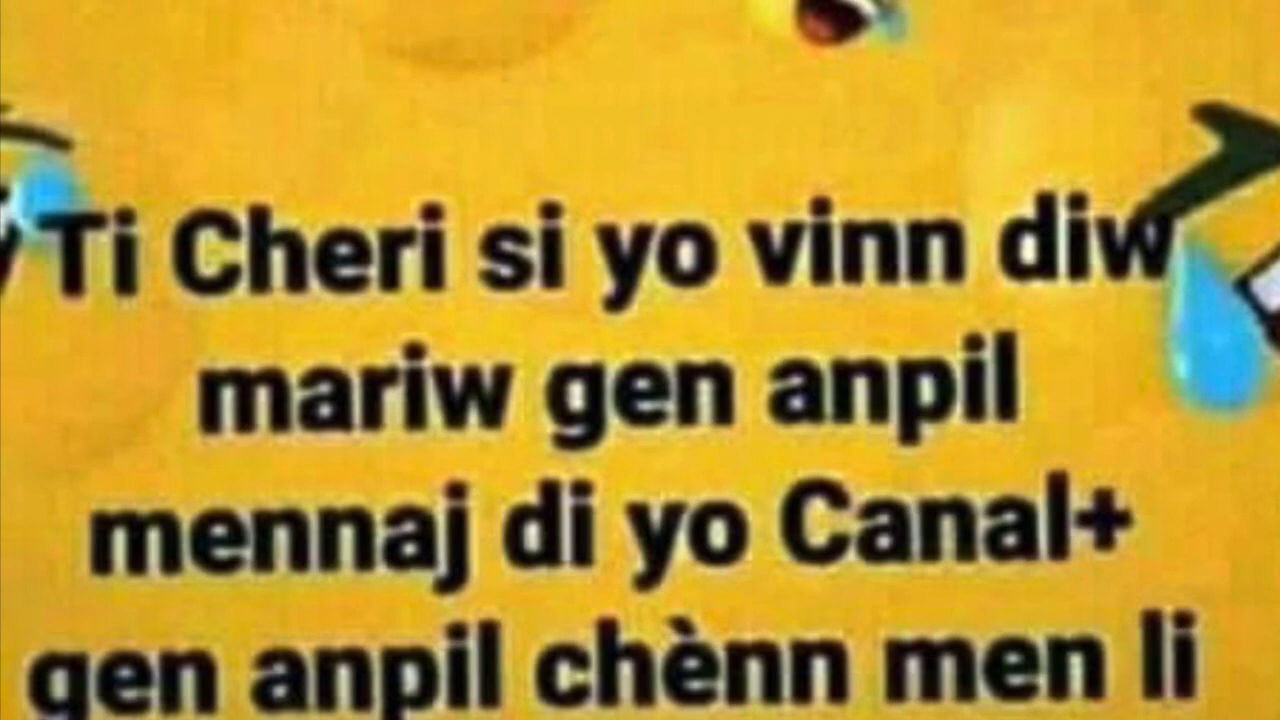 Ti Cheri si yo vinn diw
mariw gen anpil
mennaj di yo Canal+
gen anpil chènn men li